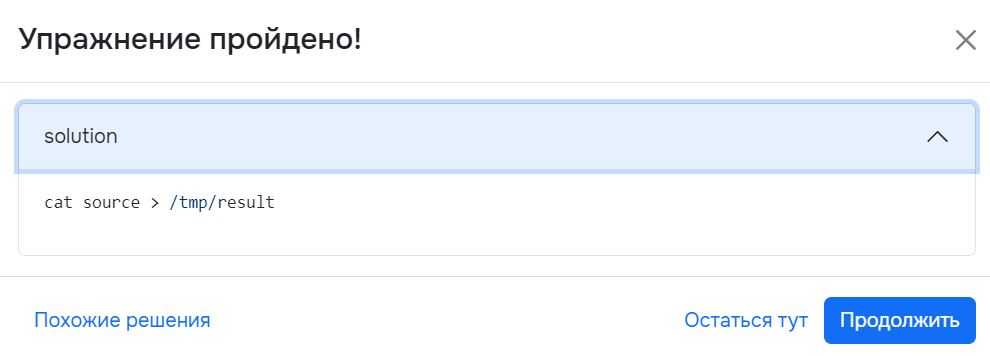 Упражнение пройдено!
solution
cat source > /tmp/result
Похожие решения
Остаться тут
Продолжить